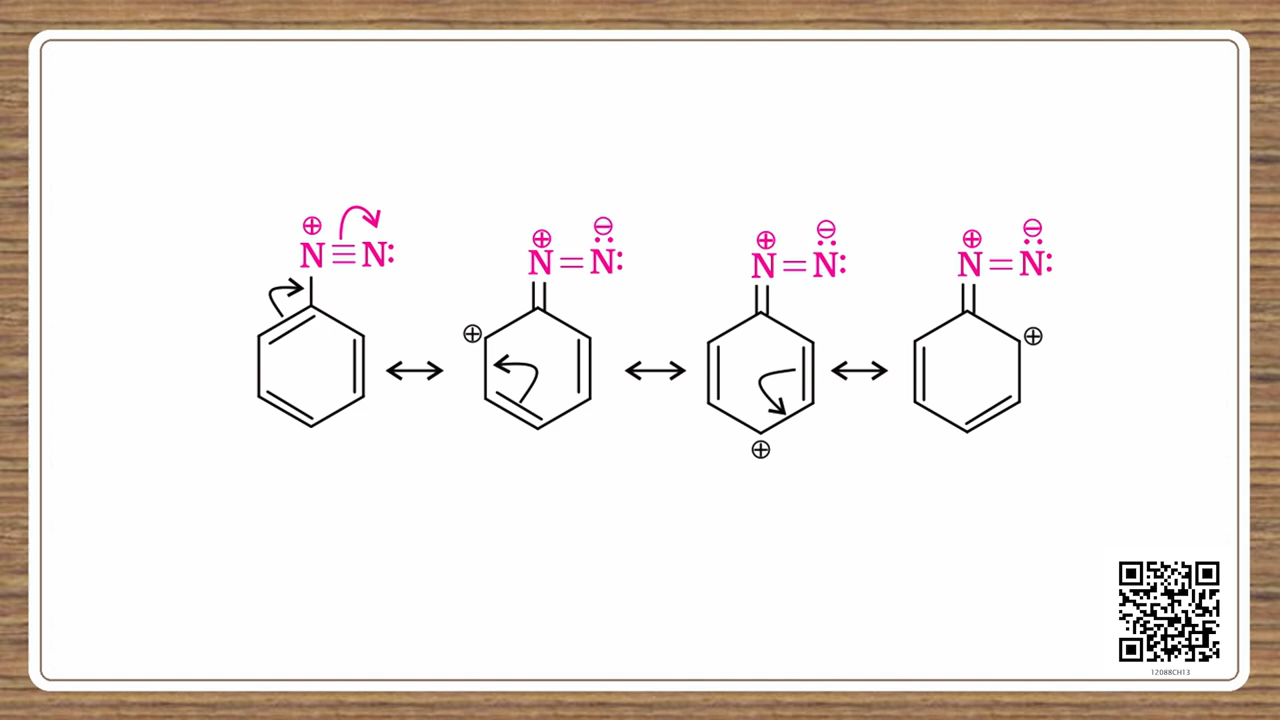 ⊕ ⊕ ⊖ ⊕ ⊖ ⊕ ⊖
N≡N: N=N̈: N=N̈: N=N̈:
⊕ ⊕
⊕
12088CH13